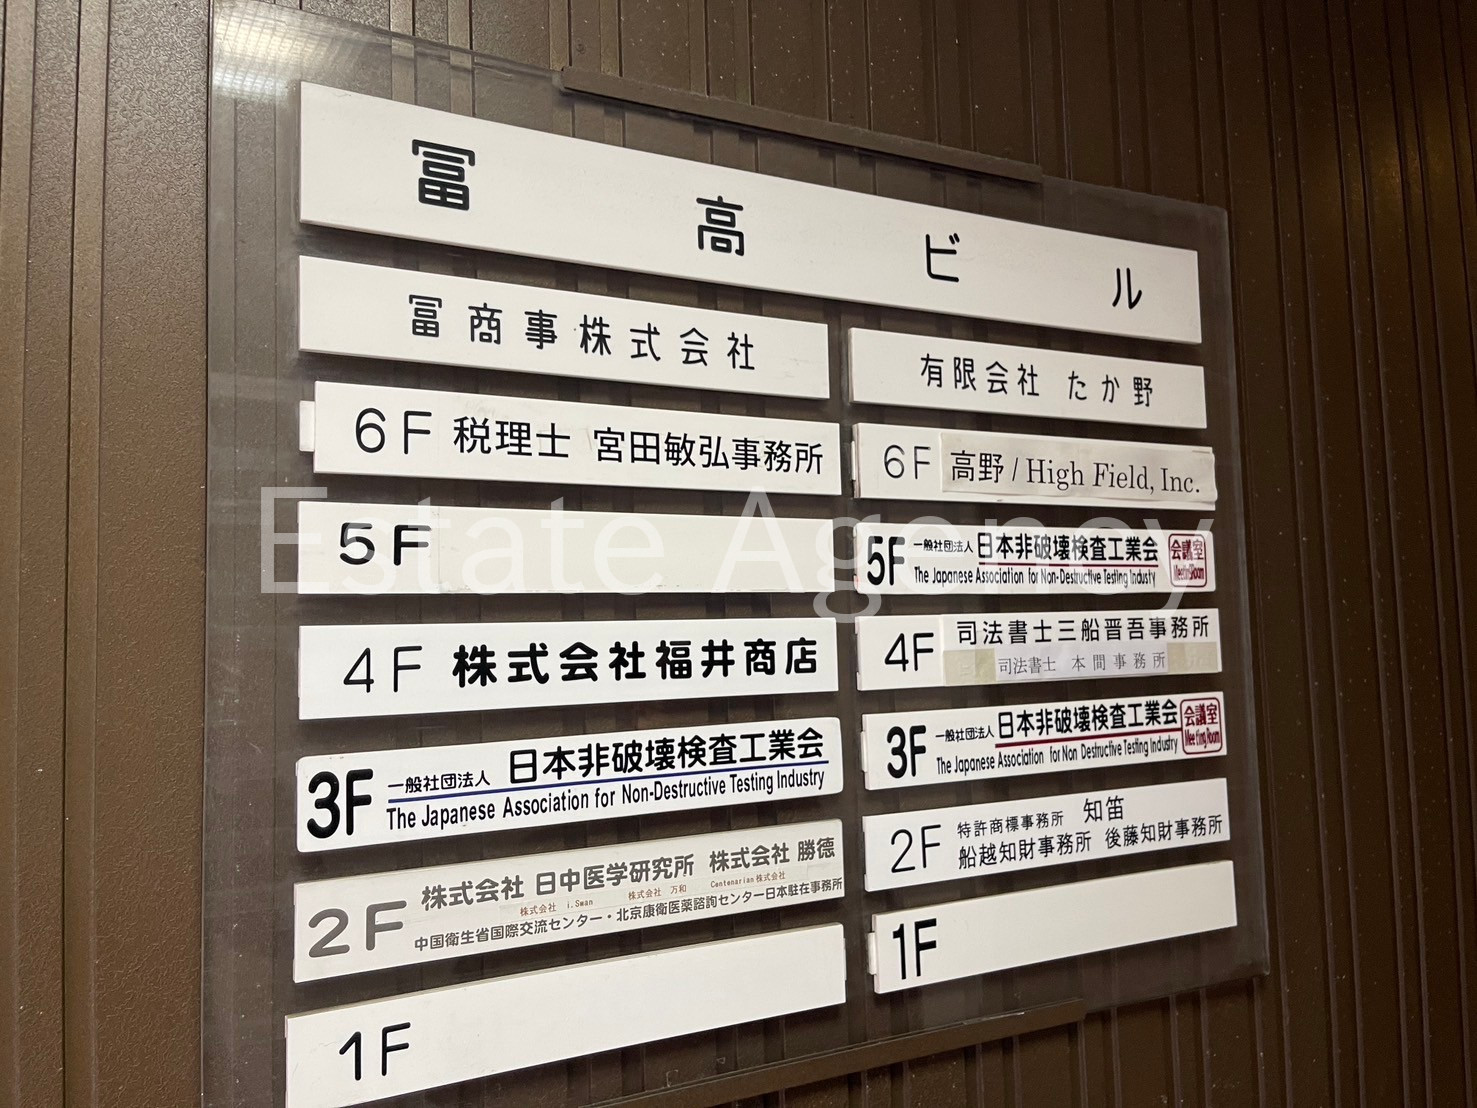 冨高ビル
冨商事株式会社
有限会社 たか野
6F 税理士 宮田敏弘事務所
6F 高野 / High Field, Inc.
5F
5F 一般社団法人 日本非破壊検査工業会 会議室
The Japanese Association for Non-Destructive Testing Industy MeetingRoom
4F 株式会社福井商店
4F 司法書士三船晋吾事務所
司法書士 本間事務所
3F 一般社団法人 日本非破壊検査工業会
The Japanese Association for Non-Destructive Testing Industry
3F 一般社団法人 日本非破壊検査工業会 会議室
The Japanese Association for Non Destructive Testing Industry Meeting Room
2F 株式会社 日中医学研究所 株式会社 勝德
株式会社 i.Swan 株式会社 万和 Centenarian株式会社
中国衛生省国際交流センター・北京康衛医薬諮詢センター日本駐在事務所
2F 特許商標事務所 知笛
船越知財事務所 後藤知財事務所
1F
1F
Estate Agency